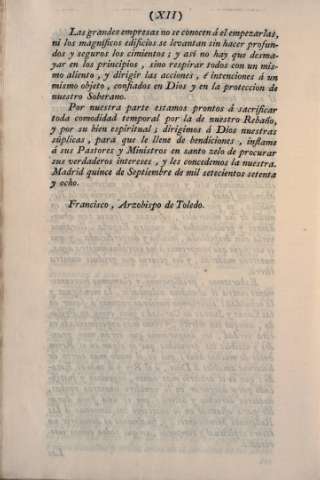 (XII)
Las grandes empresas no se conocen á el empezarlas,
ni los magníficos edificios se levantan sin hacer profun-
dos y seguros los cimientos; y así no hay que desma-
yar en los principios, sino respirar todos con un mis-
mo aliento, y dirigir las acciones, é intenciones á un
mismo objeto, confiados en Dios y en la proteccion de
nuestro Soberano.
Por nuestra parte estamos prontos á sacrificar
toda comodidad temporal por la de nuestro Rebaño,
y por su bien espiritual; dirigimos á Dios nuestras
súplicas, para que le llene de bendiciones, inflame
á sus Pastores y Ministros en santo zelo de procurar
sus verdaderos intereses, y les concedemos la nuestra.
Madrid quince de Septiembre de mil setecientos setenta
y ocho.
Francisco, Arzobispo de Toledo.